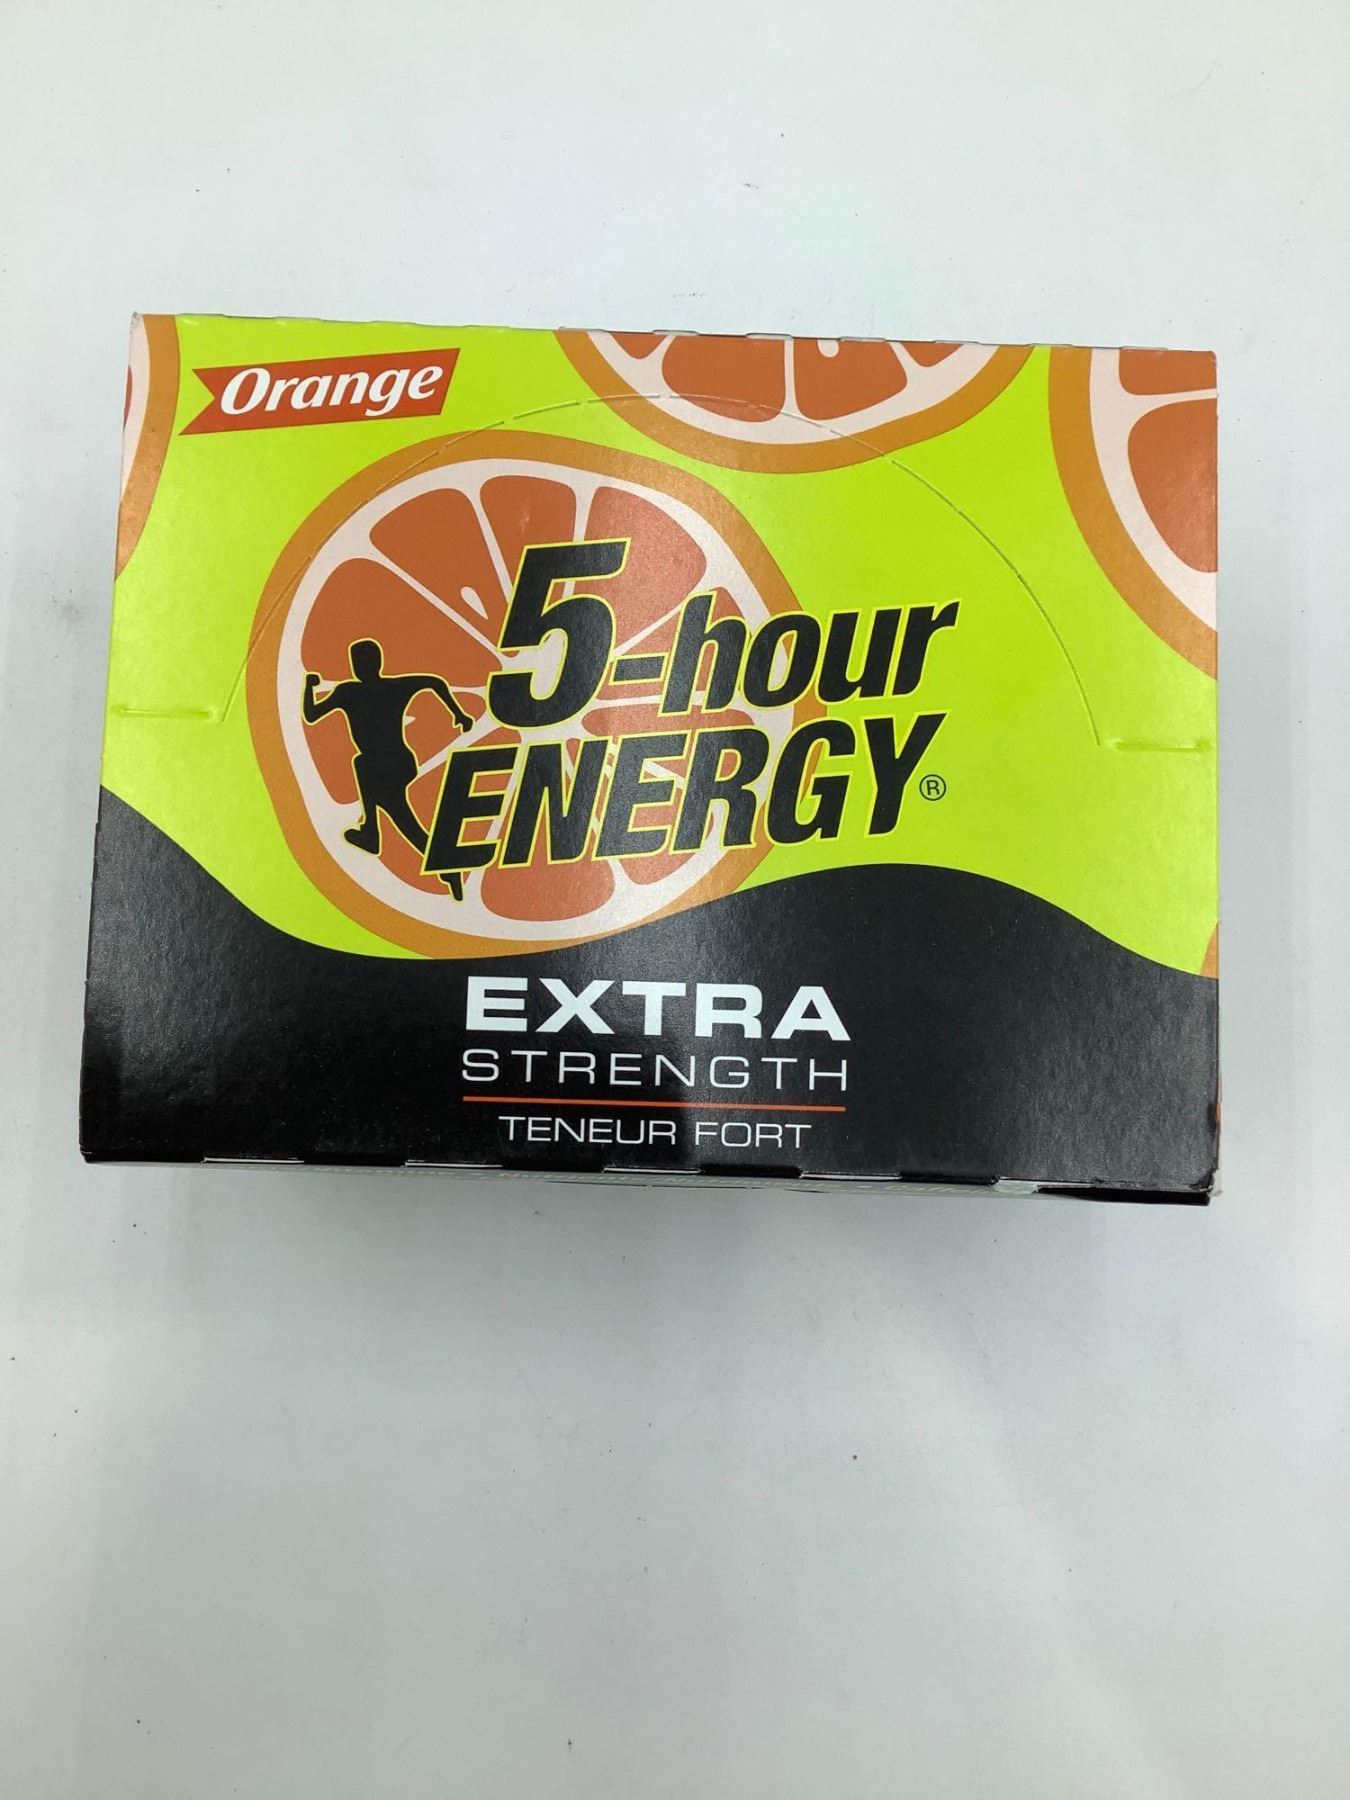 Orange
5-hour
ENERGY®
EXTRA
STRENGTH
TENEUR FORT